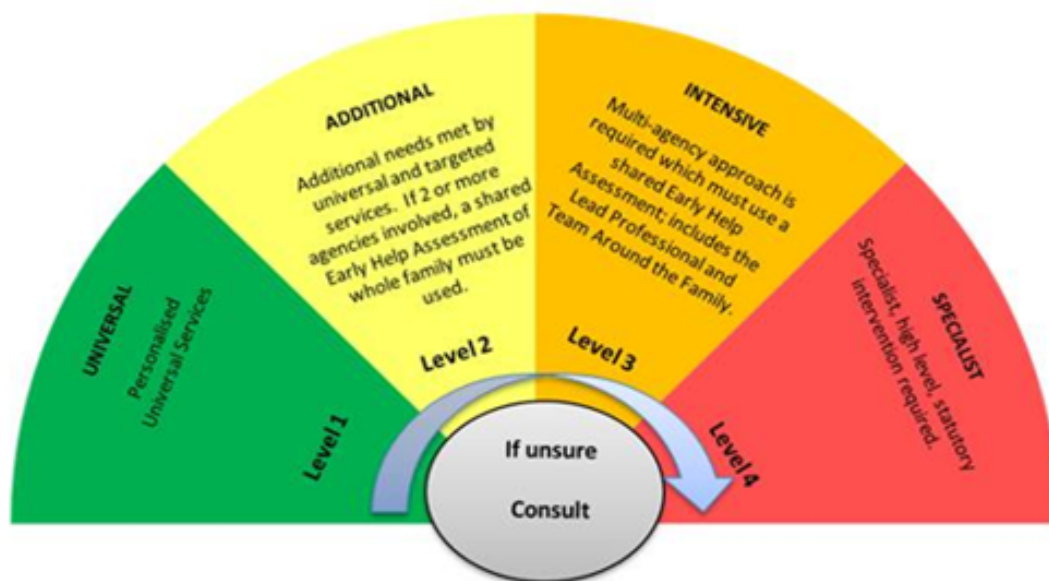 UNIVERSAL
Personalised
Universal Services
Level 1
ADDITIONAL
Additional needs met by
universal and targeted
services. If 2 or more
agencies involved, a shared
Early Help Assessment of
whole family must be
used.
Level 2
INTENSIVE
Multi-agency approach is
required which must use a
shared Early Help
Assessment; includes the
Lead Professional and
Team Around the Family.
Level 3
SPECIALIST
Specialist, high level, statutory
intervention required.
Level 4
If unsure
Consult